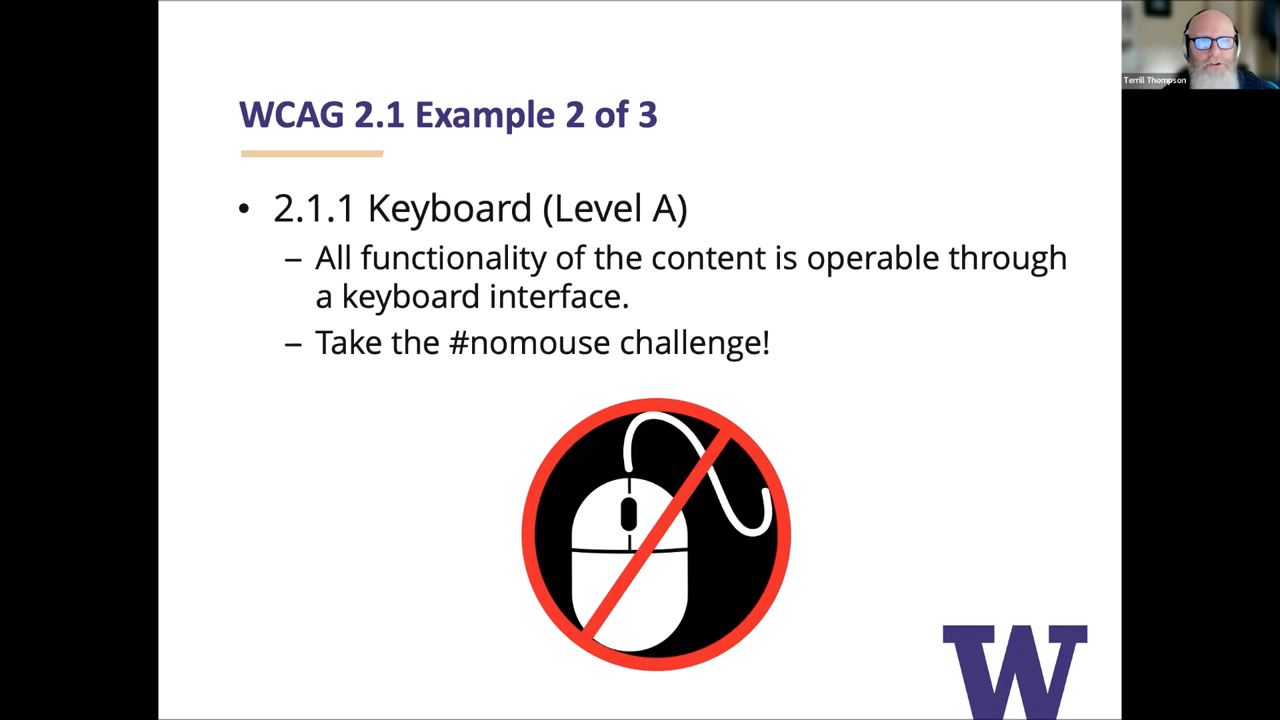 WCAG 2.1 Example 2 of 3
• 2.1.1 Keyboard (Level A)
– All functionality of the content is operable through
a keyboard interface.
– Take the #nomouse challenge!
Terrill Thompson
W